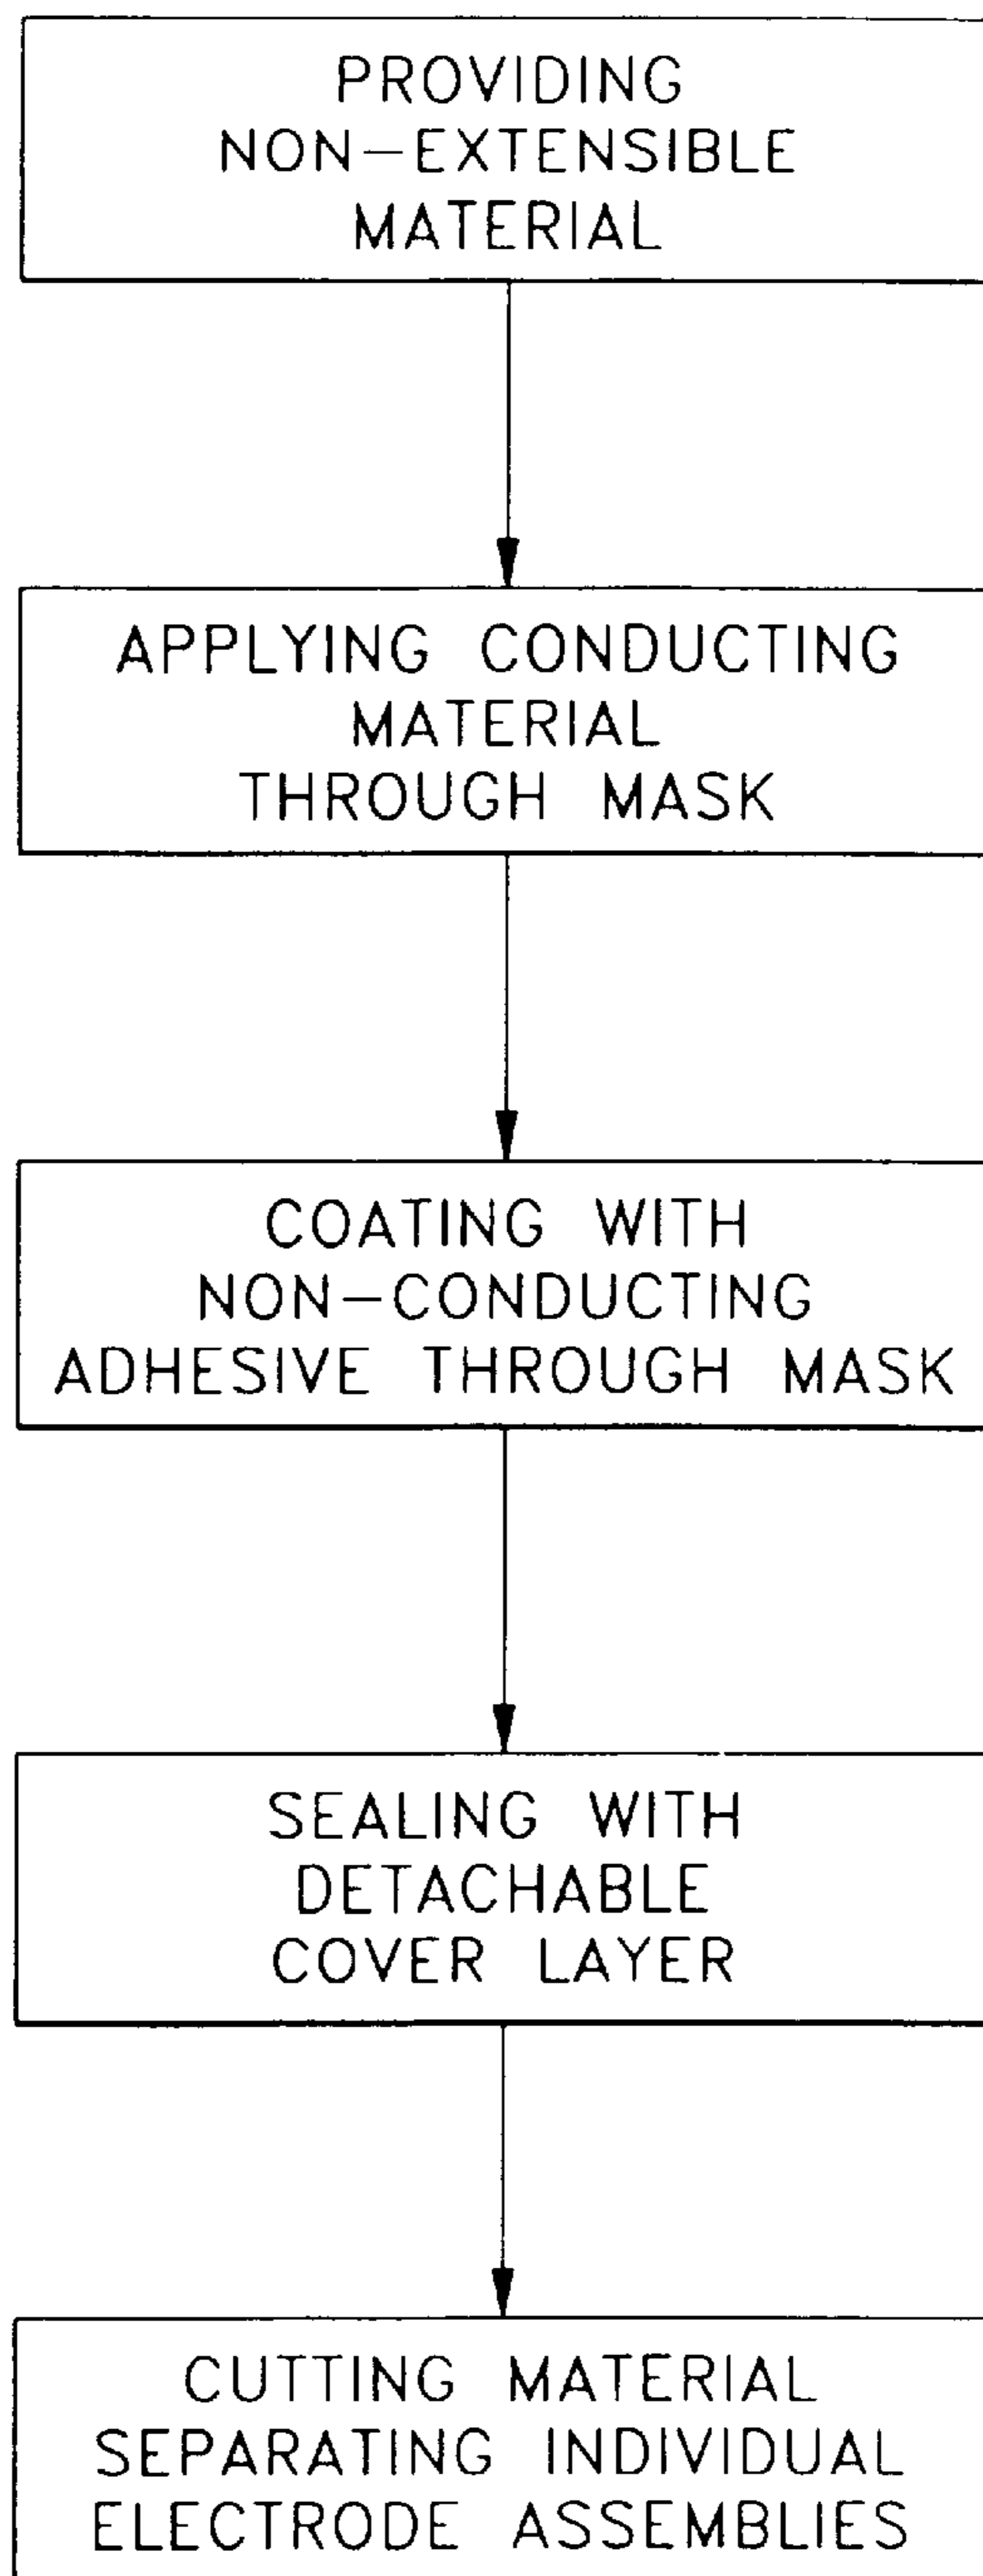 PROVIDING
NON-EXTENSIBLE
MATERIAL
APPLYING CONDUCTING
MATERIAL
THROUGH MASK
COATING WITH
NON-CONDUCTING
ADHESIVE THROUGH MASK
SEALING WITH
DETACHABLE
COVER LAYER
CUTTING MATERIAL
SEPARATING INDIVIDUAL
ELECTRODE ASSEMBLIES